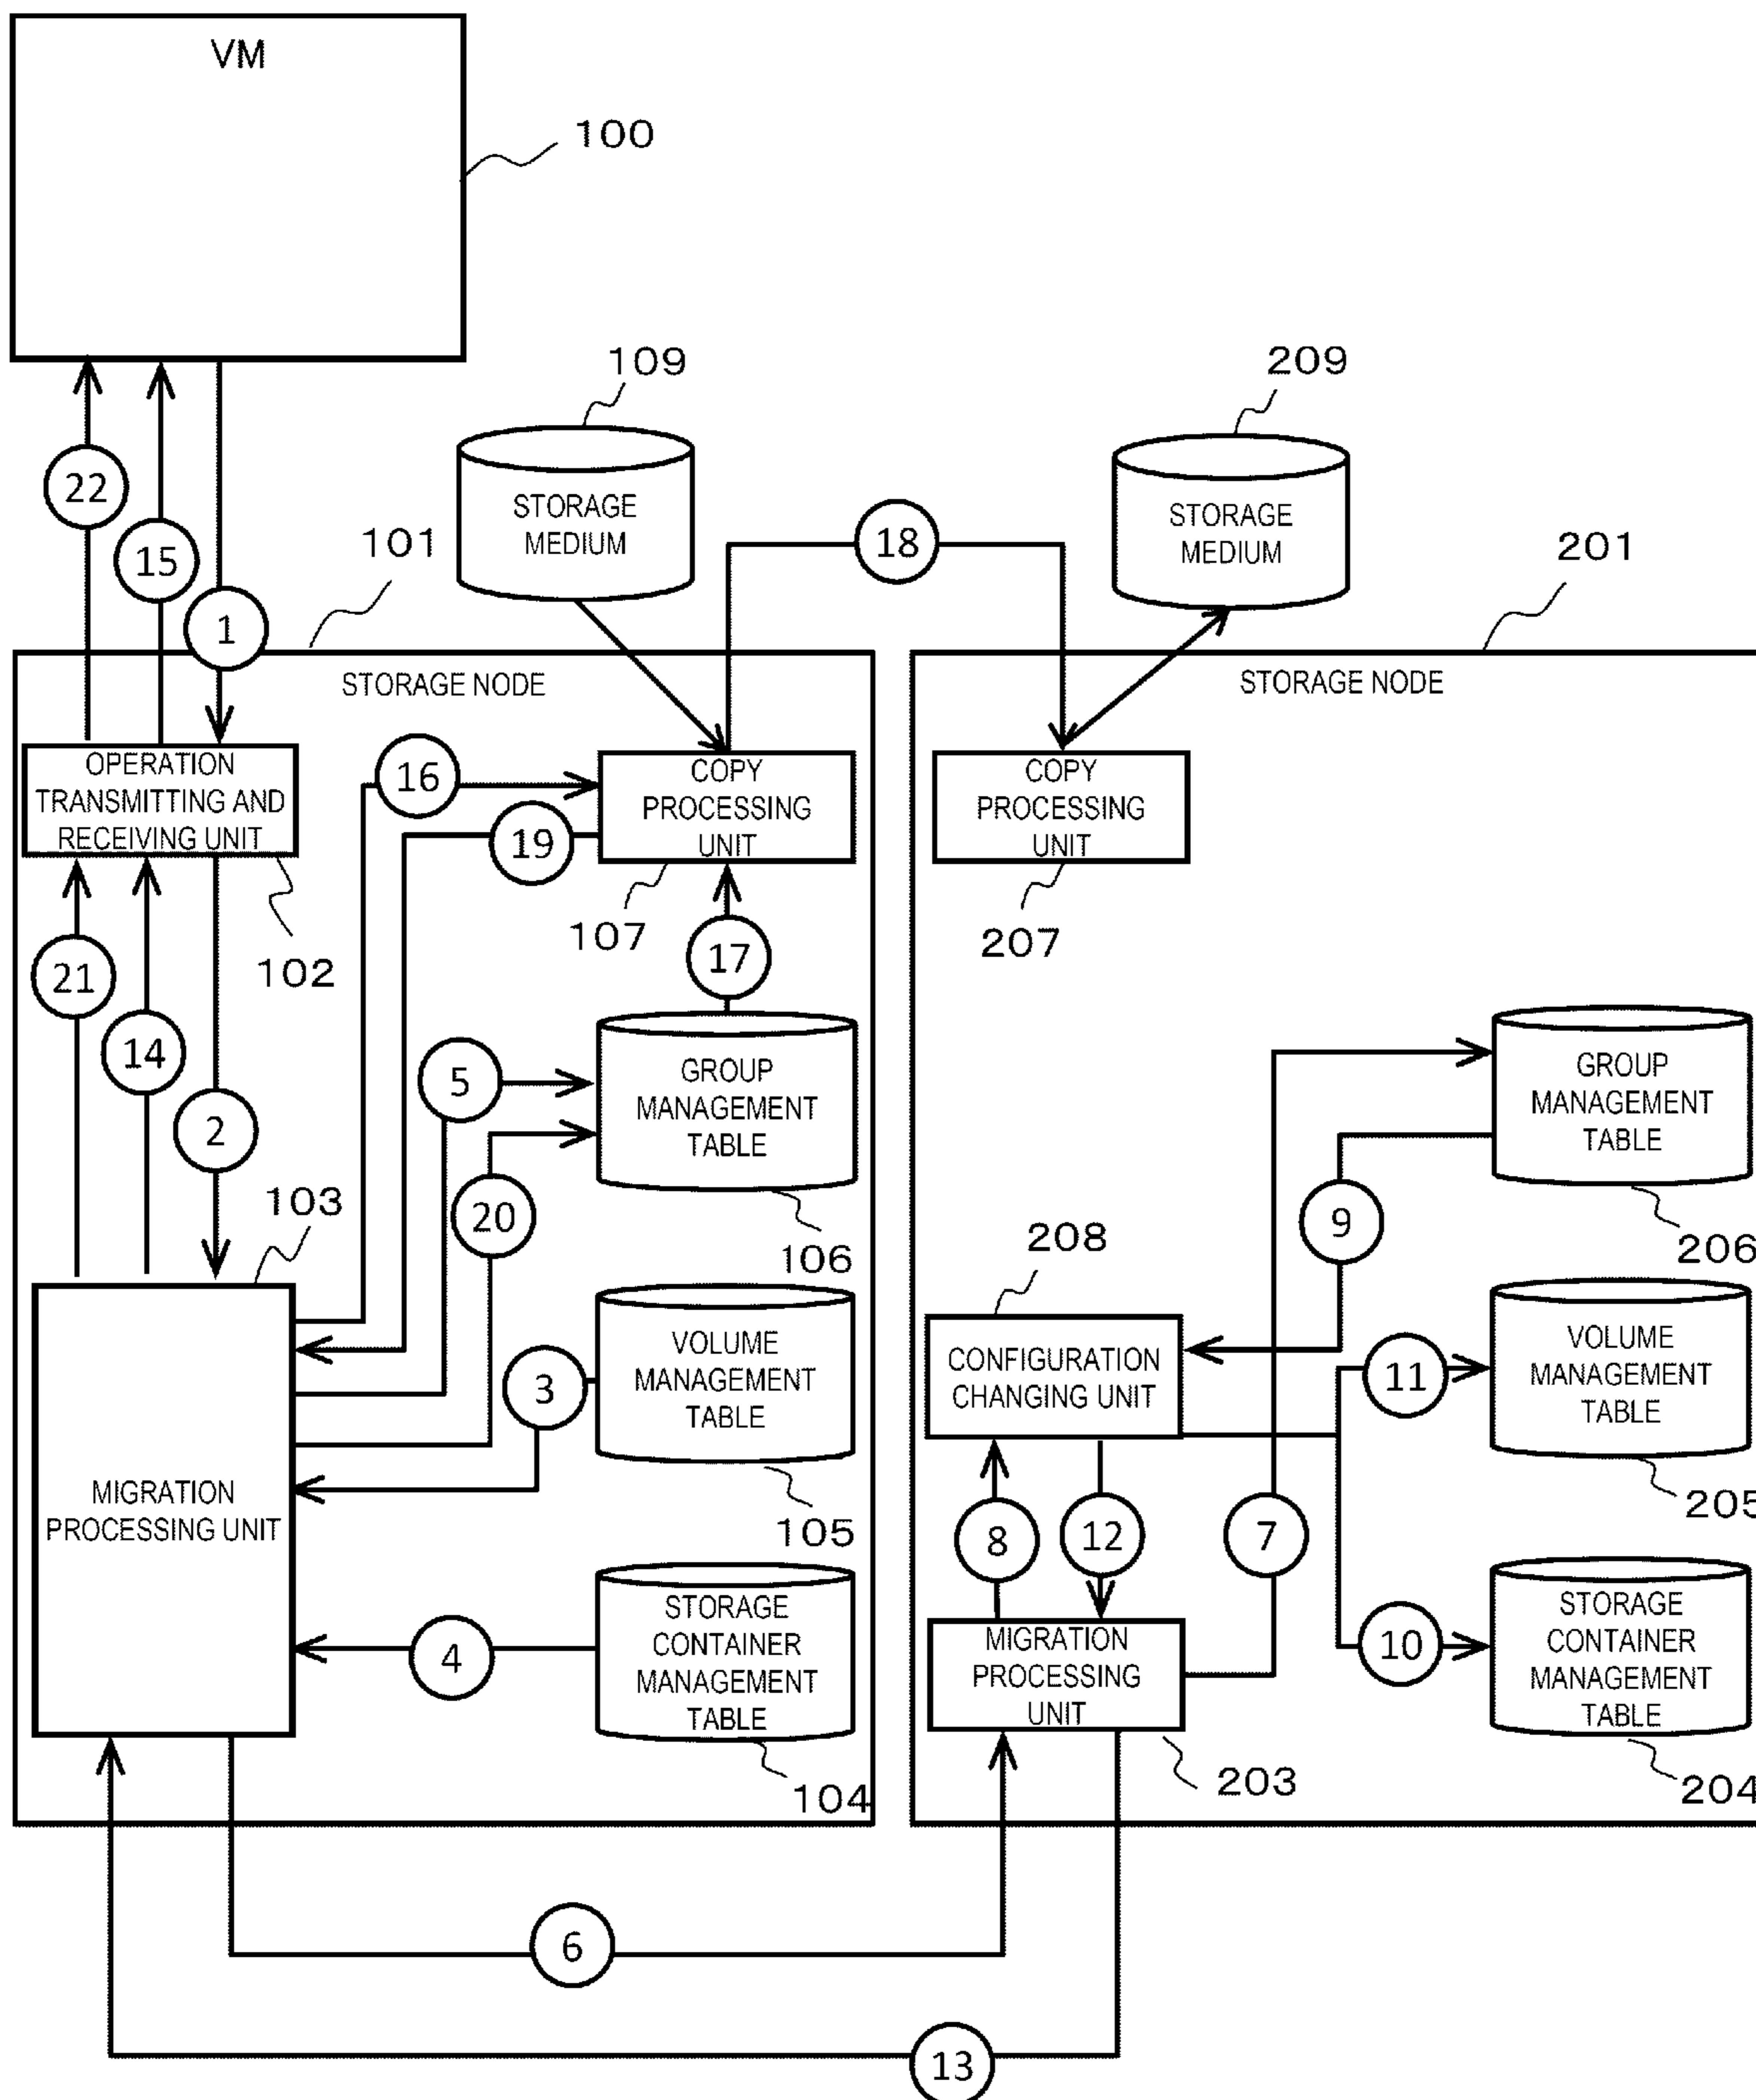 VM
100
109
209
22
STORAGE
MEDIUM
STORAGE
MEDIUM
18
101
201
15
1
STORAGE NODE
STORAGE NODE
OPERATION
TRANSMITTING AND
RECEIVING UNIT
16
COPY
PROCESSING
UNIT
COPY
PROCESSING
UNIT
19
107
207
102
17
21
14
5
GROUP
MANAGEMENT
TABLE
GROUP
MANAGEMENT
TABLE
2
103
20
9
106
208
206
3
VOLUME
MANAGEMENT
TABLE
CONFIGURATION
CHANGING UNIT
11
VOLUME
MANAGEMENT
TABLE
MIGRATION
PROCESSING UNIT
105
8
12
7
205
4
STORAGE
CONTAINER
MANAGEMENT
TABLE
MIGRATION
PROCESSING
UNIT
10
STORAGE
CONTAINER
MANAGEMENT
TABLE
104
203
204
6
13